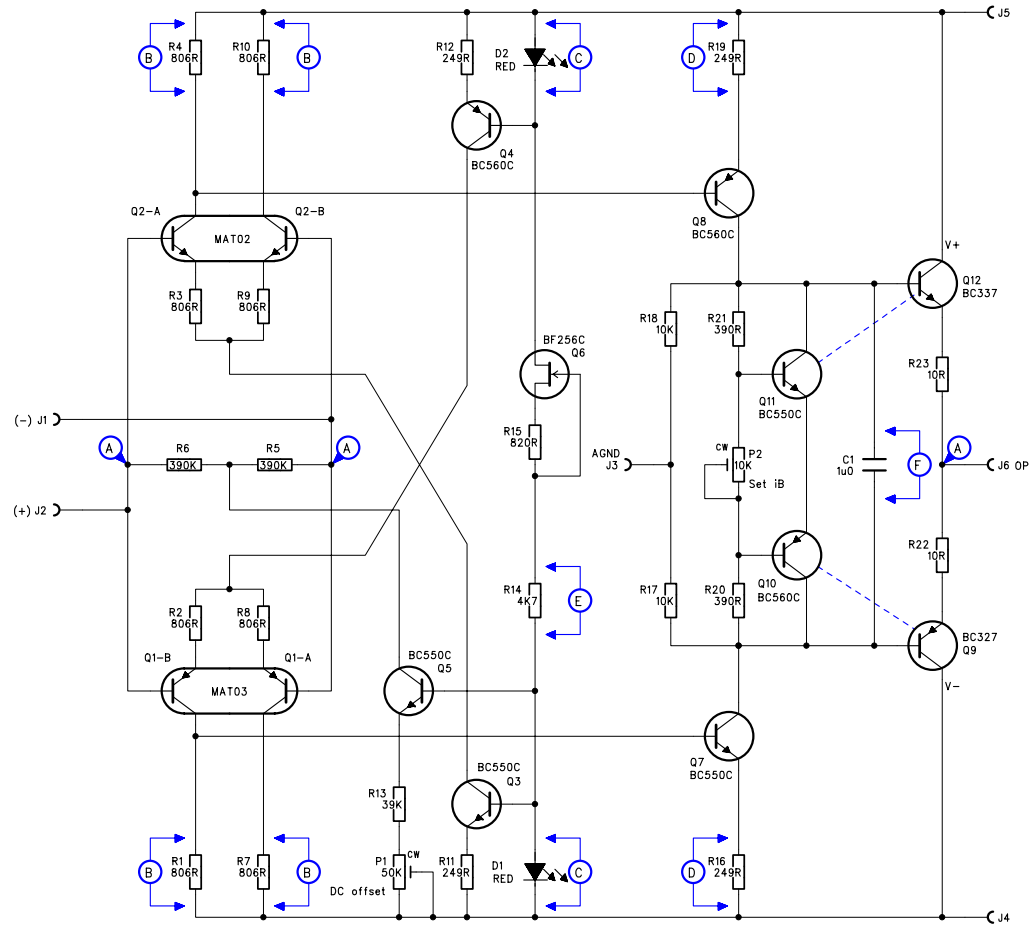 J5
R4
806R
R10
806R
R12
249R
D2
RED
R19
249R
B
B
C
D
Q4
BC560C
Q2-A
Q2-B
MAT02
Q8
BC560C
V+
Q12
BC337
R3
806R
R9
806R
R18
10K
R21
390R
BF256C
Q6
R23
10R
Q11
BC550C
(-) J1
R15
820R
A
R6
390K
R5
390K
A
AGND
J3
CW
P2
10K
Set iB
C1
1u0
F
A
J6 OP
(+) J2
R22
10R
R14
4K7
E
Q10
BC560C
R17
10K
R20
390R
R2
806R
R8
806R
BC327
Q9
Q1-B
Q1-A
MAT03
BC550C
Q5
V-
Q7
BC550C
BC550C
Q3
R13
39K
B
R1
806R
R7
806R
B
P1
50K
CW
DC offset
R11
249R
D1
RED
C
D
R16
249R
J4